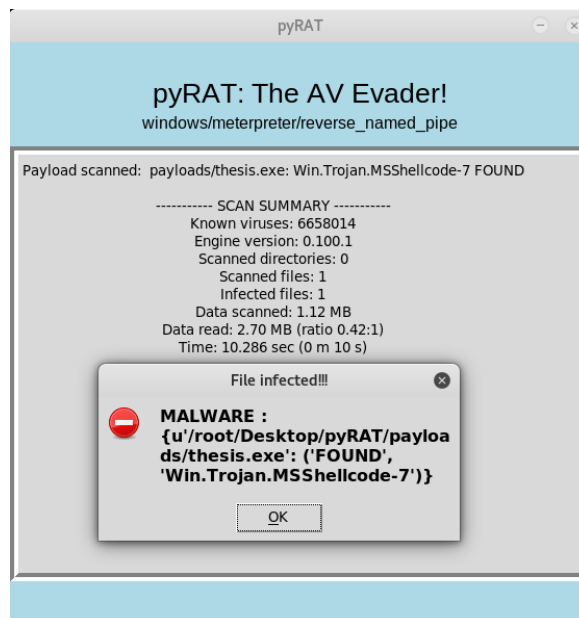 pyRAT
pyRAT: The AV Evader!
windows/meterpreter/reverse_named_pipe
Payload scanned:  payloads/thesis.exe: Win.Trojan.MSShellcode-7 FOUND
----------- SCAN SUMMARY -----------
Known viruses: 6658014
Engine version: 0.100.1
Scanned directories: 0
Scanned files: 1
Infected files: 1
Data scanned: 1.12 MB
Data read: 2.70 MB (ratio 0.42:1)
Time: 10.286 sec (0 m 10 s)
File infected!!!
MALWARE :
{u'/root/Desktop/pyRAT/payloa
ds/thesis.exe': ('FOUND',
'Win.Trojan.MSShellcode-7')}
OK